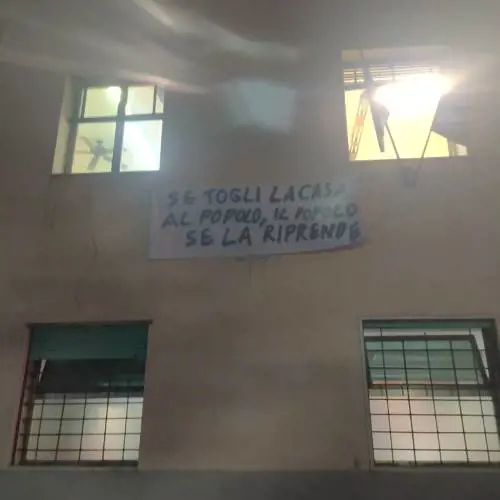 SE TOGLI LA CASA
AL POPOLO, IL POPOLO
SE LA RIPRENDE